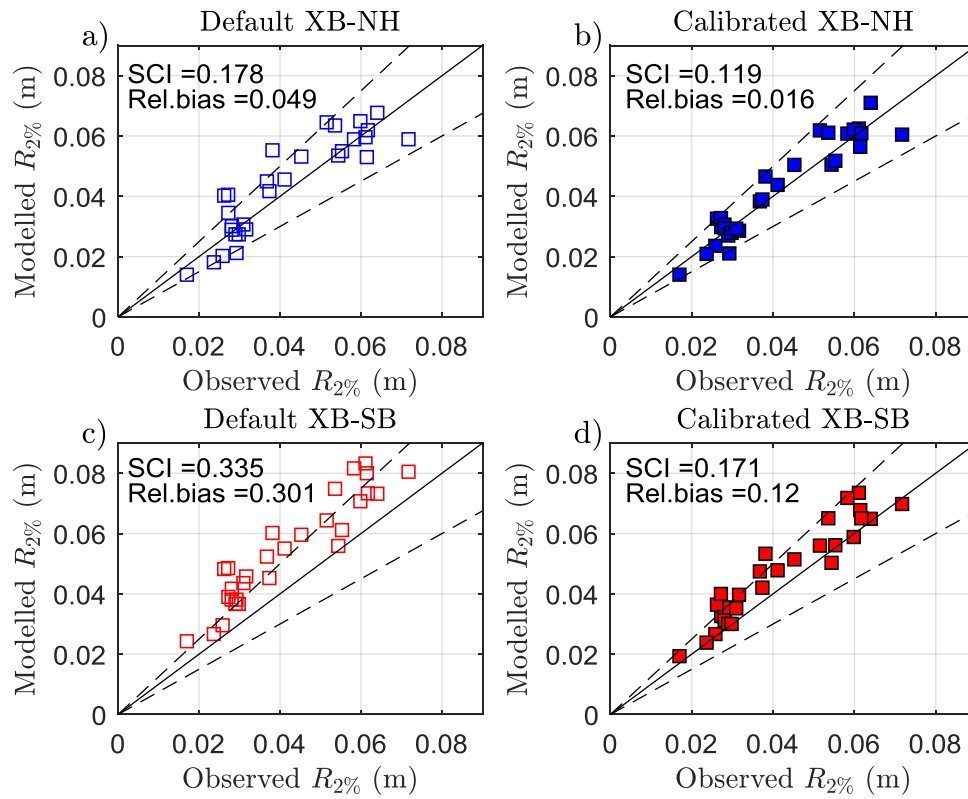 a)
Default XB-NH
SCI =0.178
Rel.bias =0.049
Modelled R2% (m)
0.08
0.06
0.04
0.02
0
0 0.02 0.04 0.06 0.08
Observed R2% (m)
b)
Calibrated XB-NH
SCI =0.119
Rel.bias =0.016
Modelled R2% (m)
0.08
0.06
0.04
0.02
0
0 0.02 0.04 0.06 0.08
Observed R2% (m)
c)
Default XB-SB
SCI =0.335
Rel.bias =0.301
Modelled R2% (m)
0.08
0.06
0.04
0.02
0
0 0.02 0.04 0.06 0.08
Observed R2% (m)
d)
Calibrated XB-SB
SCI =0.171
Rel.bias =0.12
Modelled R2% (m)
0.08
0.06
0.04
0.02
0
0 0.02 0.04 0.06 0.08
Observed R2% (m)